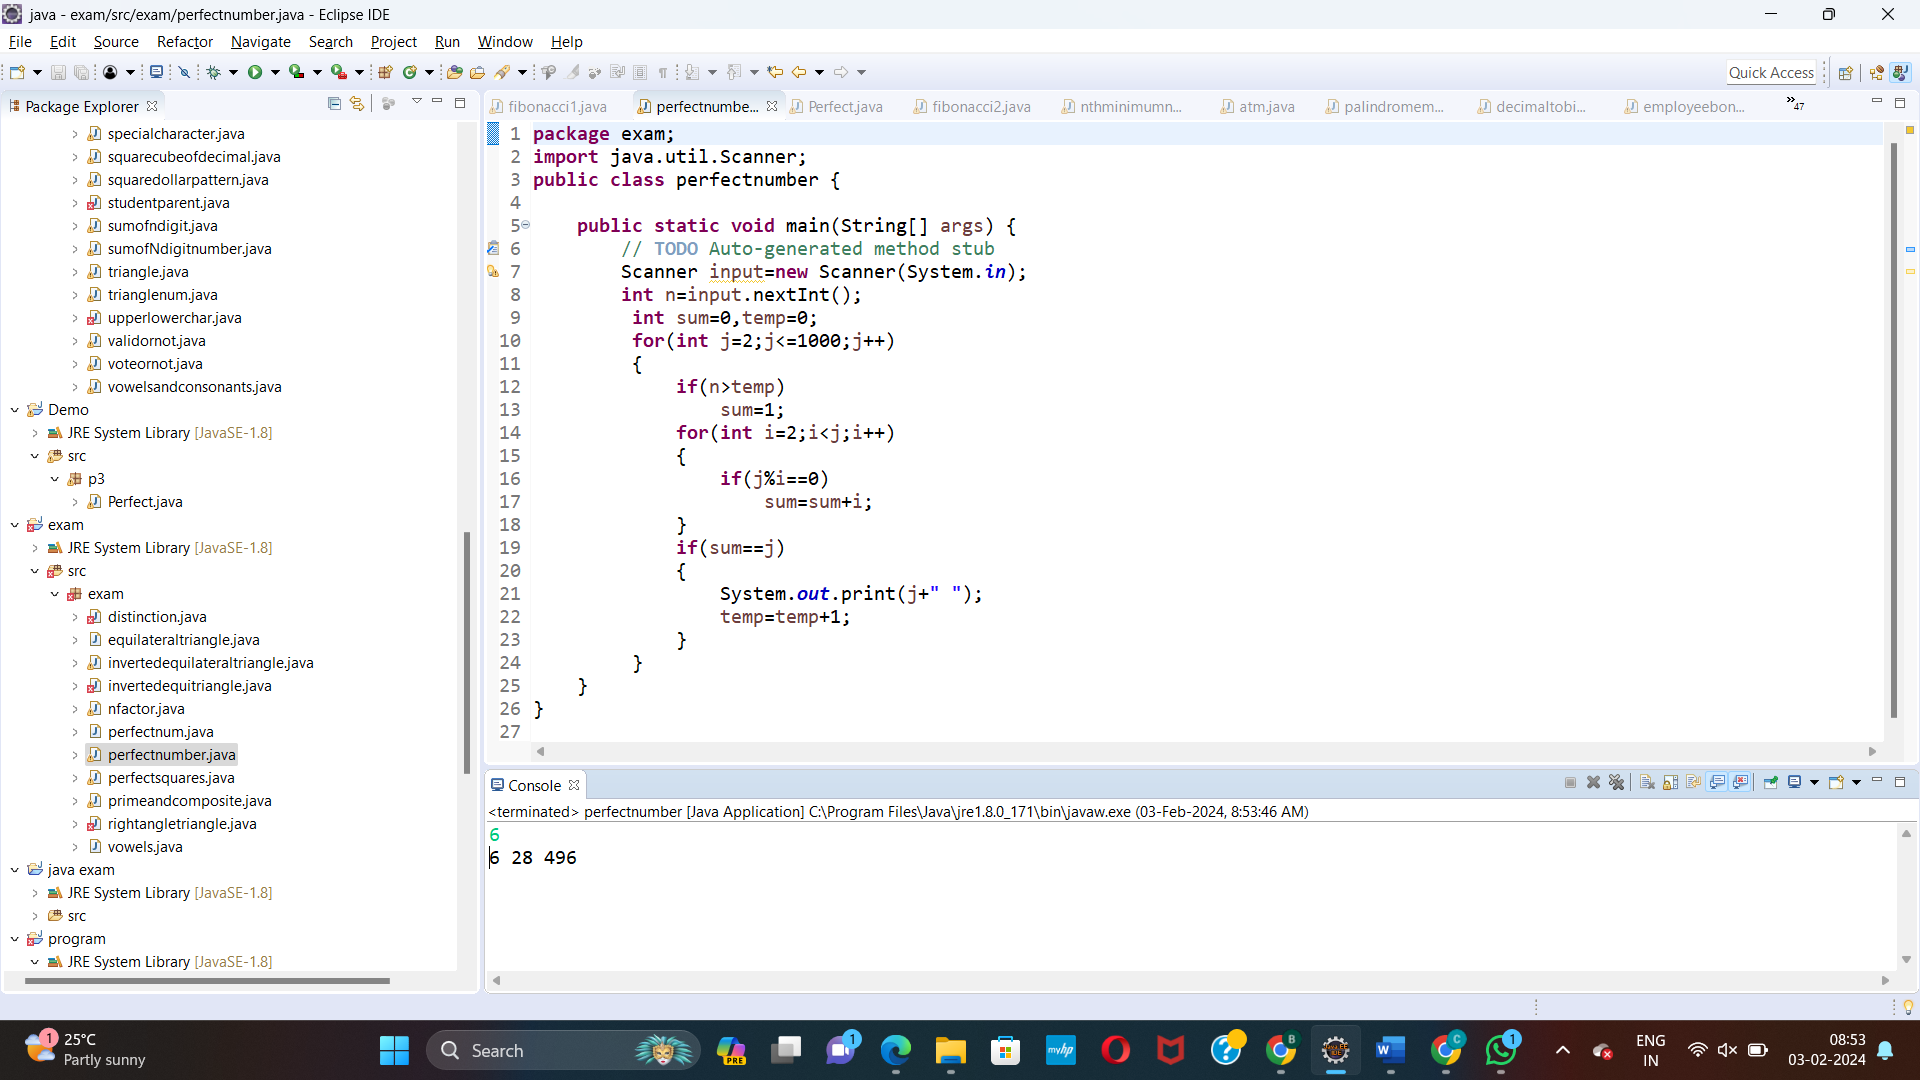 java - exam/src/exam/perfectnumber.java - Eclipse IDE
File Edit Source Refactor Navigate Search Project Run Window Help
Quick Access
Package Explorer
fibonacci1.java perfectnumbe... Perfect.java fibonacci2.java nthminimumn... atm.java palindromem... decimaltobi... employeebon... »47
specialcharacter.java
squarecubeofdecimal.java
squaredollarpattern.java
studentparent.java
sumofndigit.java
sumofNdigitnumber.java
triangle.java
trianglenum.java
upperlowerchar.java
validornot.java
voteornot.java
vowelsandconsonants.java
Demo
JRE System Library [JavaSE-1.8]
src
p3
Perfect.java
exam
JRE System Library [JavaSE-1.8]
src
exam
distinction.java
equilateraltriangle.java
invertedequilateraltriangle.java
invertedequitriangle.java
nfactor.java
perfectnum.java
perfectnumber.java
perfectsquares.java
primeandcomposite.java
rightangletriangle.java
vowels.java
java exam
JRE System Library [JavaSE-1.8]
src
program
JRE System Library [JavaSE-1.8]
1 package exam;
2 import java.util.Scanner;
3 public class perfectnumber {
4
5 public static void main(String[] args) {
6 // TODO Auto-generated method stub
7 Scanner input=new Scanner(System.in);
8 int n=input.nextInt();
9 int sum=0,temp=0;
10 for(int j=2;j<=1000;j++)
11 {
12 if(n>temp)
13 sum=1;
14 for(int i=2;i<j;i++)
15 {
16 if(j%i==0)
17 sum=sum+i;
18 }
19 if(sum==j)
20 {
21 System.out.print(j+" ");
22 temp=temp+1;
23 }
24 }
25 }
26 }
27
Console
<terminated> perfectnumber [Java Application] C:\Program Files\Java\jre1.8.0_171\bin\javaw.exe (03-Feb-2024, 8:53:46 AM)
6
6 28 496
1
25°C
Partly sunny
Search
PRE
1
myhp
B
C
1
ENG
IN
08:53
03-02-2024